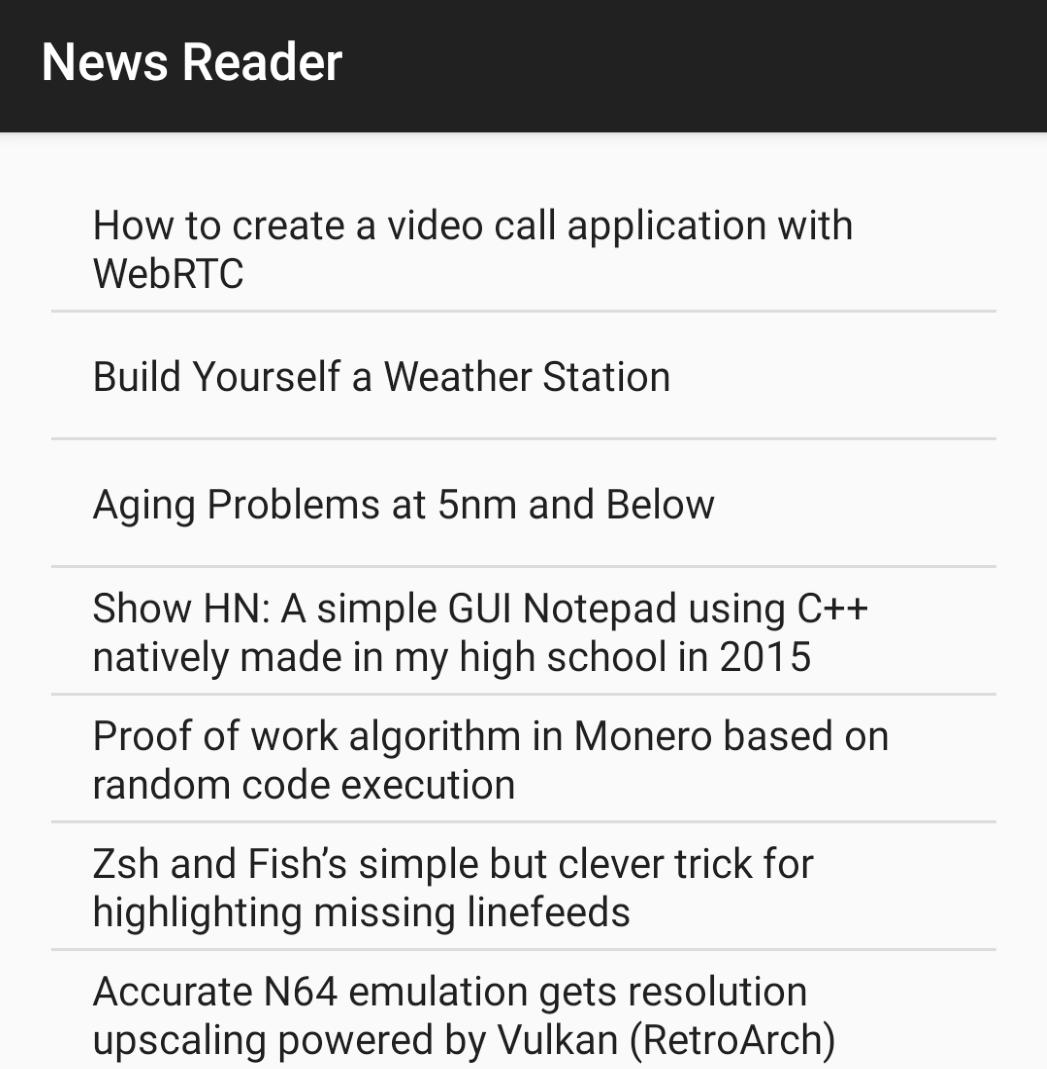 News Reader
How to create a video call application with
WebRTC
Build Yourself a Weather Station
Aging Problems at 5nm and Below
Show HN: A simple GUI Notepad using C++
natively made in my high school in 2015
Proof of work algorithm in Monero based on
random code execution
Zsh and Fish’s simple but clever trick for
highlighting missing linefeeds
Accurate N64 emulation gets resolution
upscaling powered by Vulkan (RetroArch)